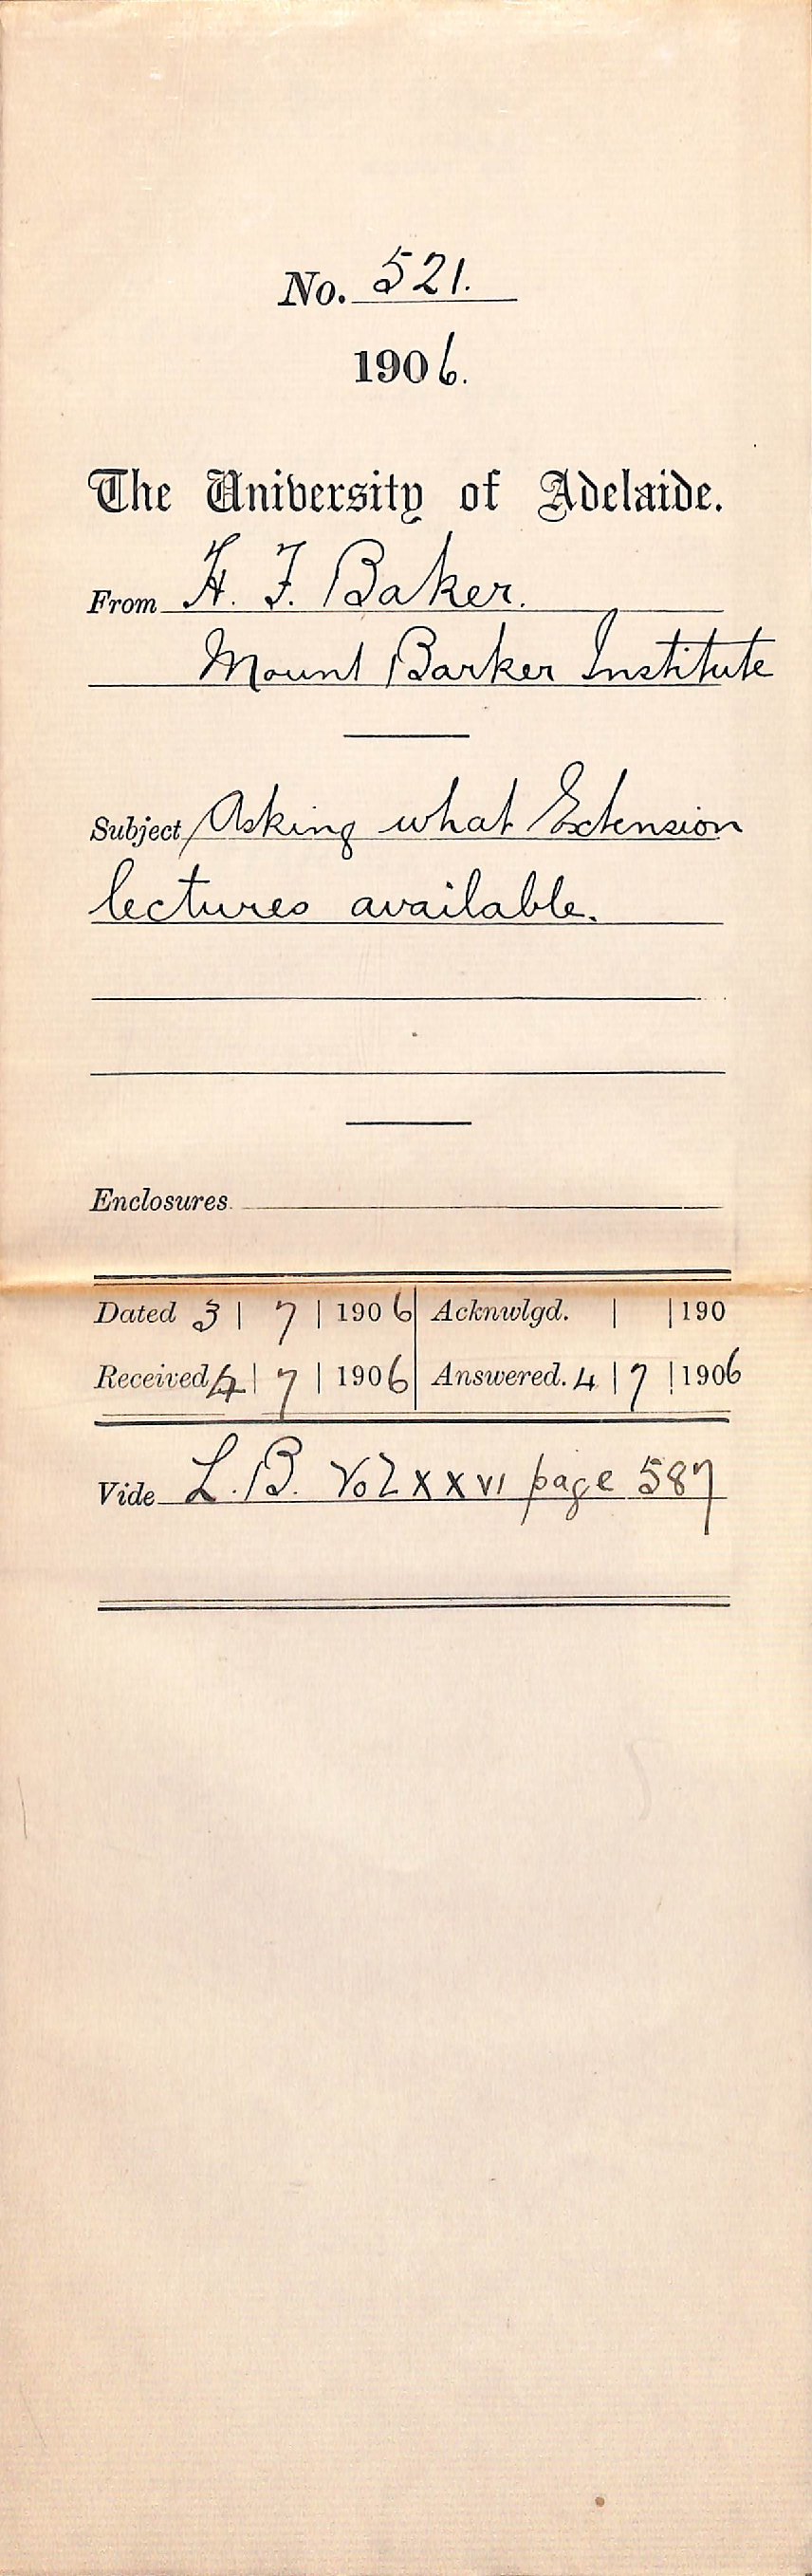 No. 521.
1906.
The University of Adelaide.
From H. F. Baker.
Mount Barker Institute
Subject Asking what Extension
lectures available.
Enclosures
Dated 3 | 7 | 1906 Acknwlgd. | | 190
Received 4 | 7 | 1906 Answered. 4 | 7 | 1906
Vide L.B. Vol xxvi page 587